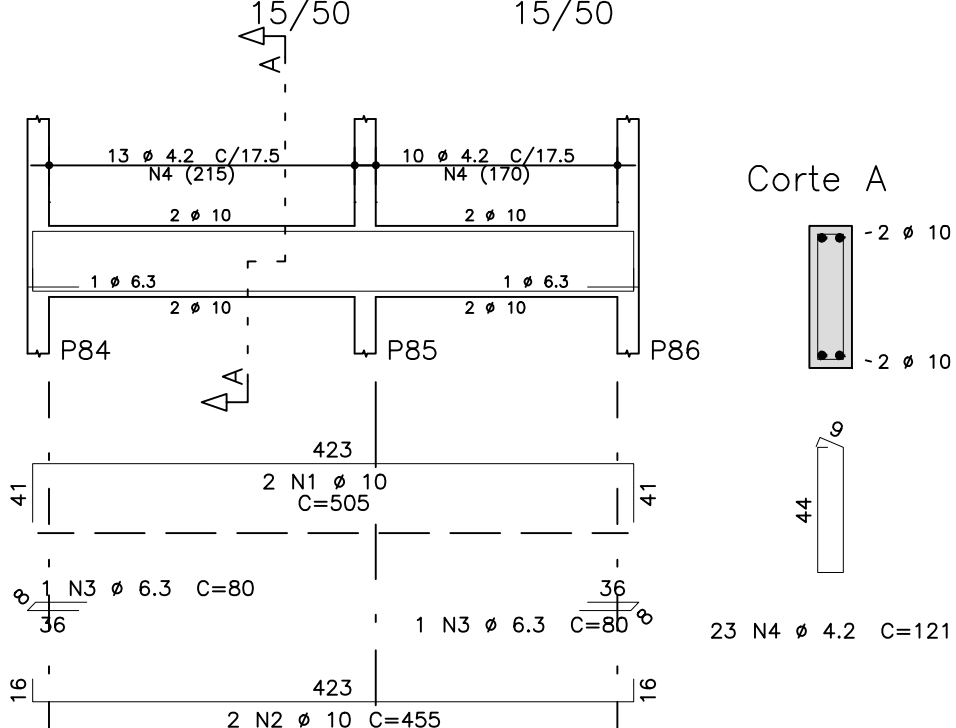 15/50 15/50
A
13 ø 4.2 C/17.5 10 ø 4.2 C/17.5
N4 (215) N4 (170)
Corte A
2 ø 10 2 ø 10
2 ø 10
1 ø 6.3 1 ø 6.3
2 ø 10 2 ø 10
P84 P85 P86
2 ø 10
A
9
423
2 N1 ø 10
C=505
41 41
44
1 N3 ø 6.3 C=80
8
36
36
8
1 N3 ø 6.3 C=80
23 N4 ø 4.2 C=121
423
16 16
2 N2 ø 10 C=455